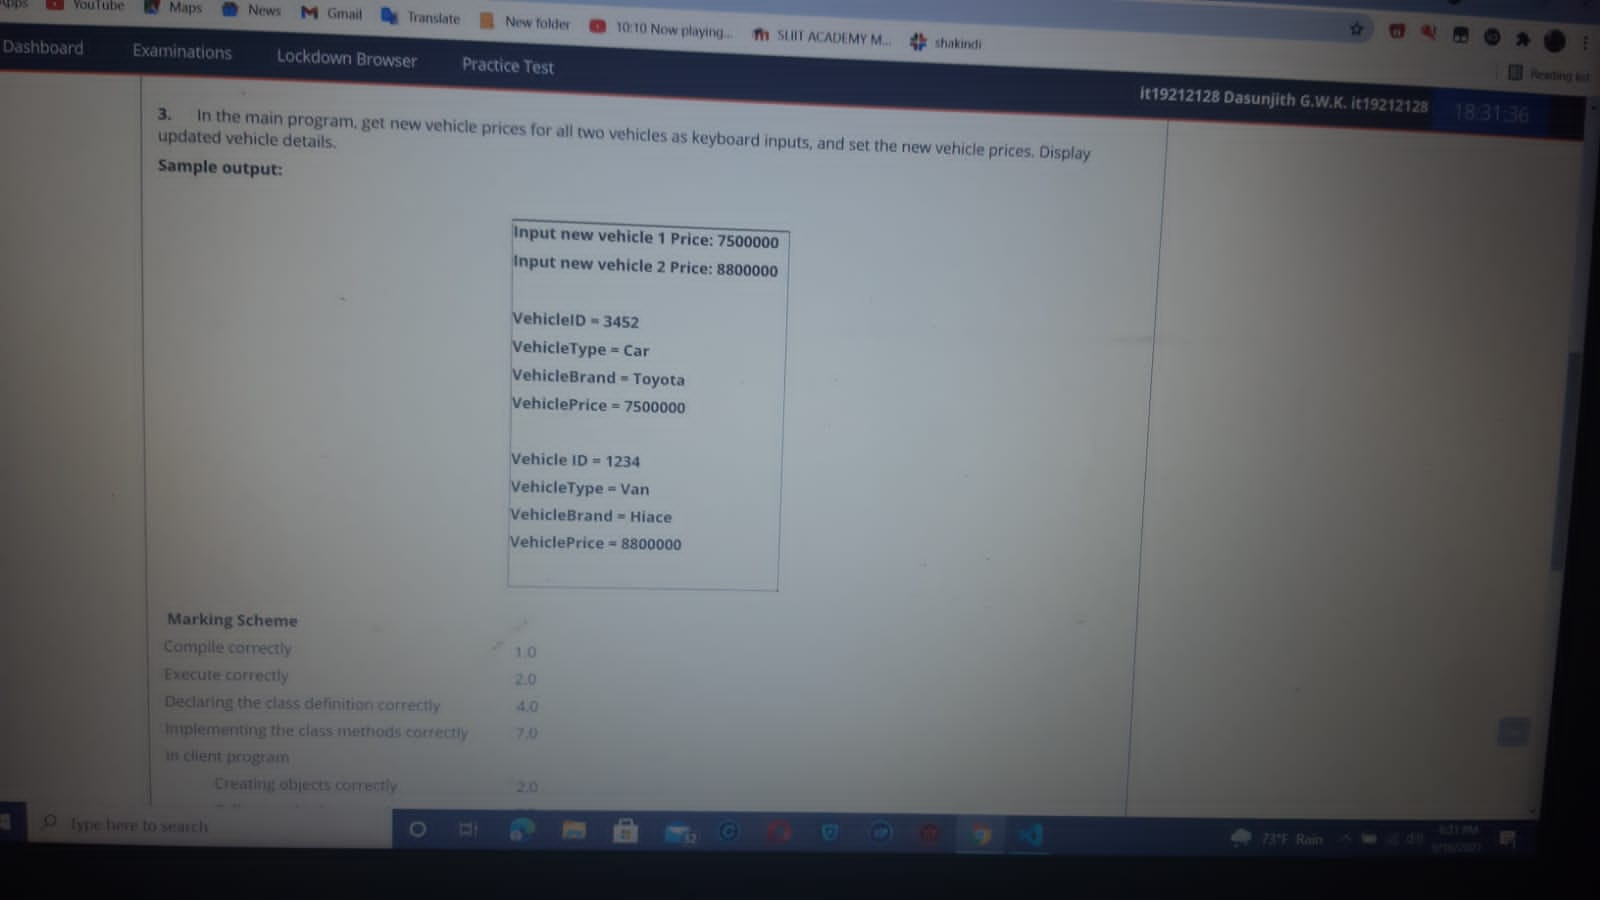 Apps YouTube Maps News Gmail Translate New folder 10:10 Now playing... SLIIT ACADEMY M... shakindi
Reading list
Dashboard Examinations Lockdown Browser Practice Test it19212128 Dasunjith G.W.K. it19212128 18:31:36
3. In the main program, get new vehicle prices for all two vehicles as keyboard inputs, and set the new vehicle prices. Display
updated vehicle details.
Sample output:
Input new vehicle 1 Price: 7500000
Input new vehicle 2 Price: 8800000
VehicleID = 3452
VehicleType = Car
VehicleBrand = Toyota
VehiclePrice = 7500000
Vehicle ID = 1234
VehicleType = Van
VehicleBrand = Hiace
VehiclePrice = 8800000
Marking Scheme
Compile correctly 1.0
Execute correctly 2.0
Declaring the class definition correctly 4.0
Implementing the class methods correctly 7.0
In client program
Creating objects correctly 2.0
Type here to search
73°F Rain
6:31 PM